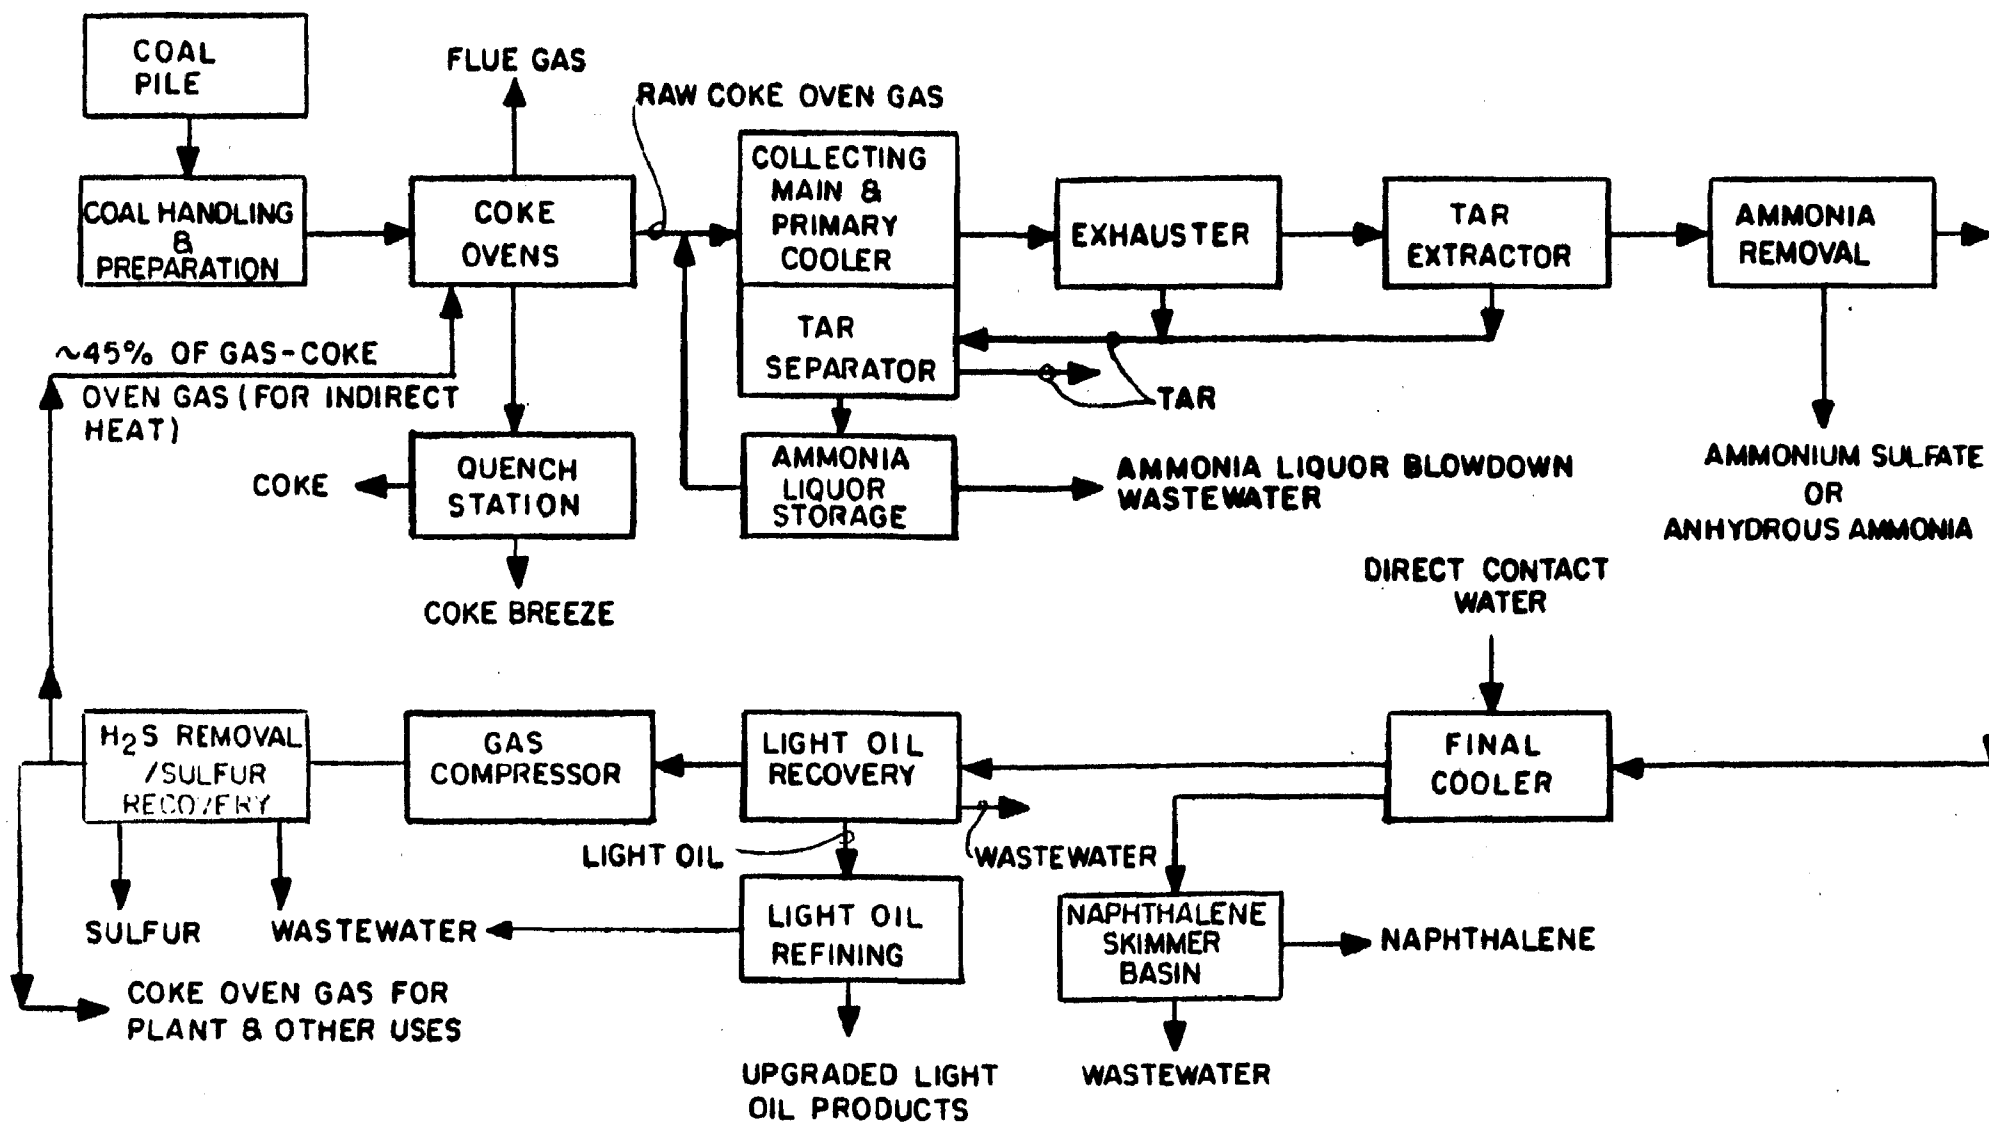 COAL
PILE
FLUE GAS
RAW COKE OVEN GAS
COAL HANDLING
&
PREPARATION
COKE
OVENS
COLLECTING
MAIN &
PRIMARY
COOLER
EXHAUSTER
TAR
EXTRACTOR
AMMONIA
REMOVAL
TAR
SEPARATOR
TAR
~45% OF GAS-COKE
OVEN GAS (FOR INDIRECT
HEAT)
COKE
QUENCH
STATION
AMMONIA
LIQUOR
STORAGE
AMMONIA LIQUOR BLOWDOWN
WASTEWATER
AMMONIUM SULFATE
OR
ANHYDROUS AMMONIA
COKE BREEZE
DIRECT CONTACT
WATER
H2S REMOVAL
/SULFUR
RECOVERY
GAS
COMPRESSOR
LIGHT OIL
RECOVERY
FINAL
COOLER
LIGHT OIL
WASTEWATER
SULFUR
WASTEWATER
LIGHT OIL
REFINING
NAPHTHALENE
SKIMMER
BASIN
NAPHTHALENE
COKE OVEN GAS FOR
PLANT & OTHER USES
UPGRADED LIGHT
OIL PRODUCTS
WASTEWATER